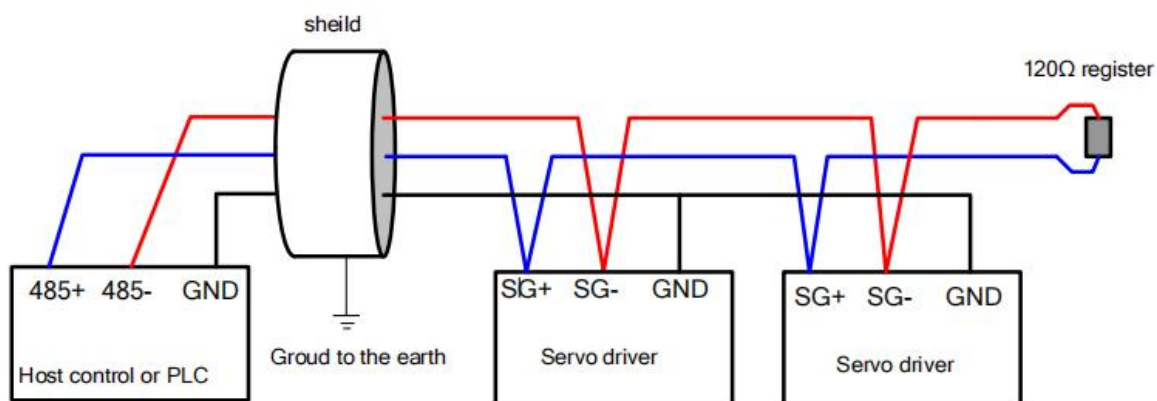 sheild
120Ω register
485+ 485- GND
Host control or PLC
Groud to the earth
SG+ SG- GND
Servo driver
SG+ SG- GND
Servo driver